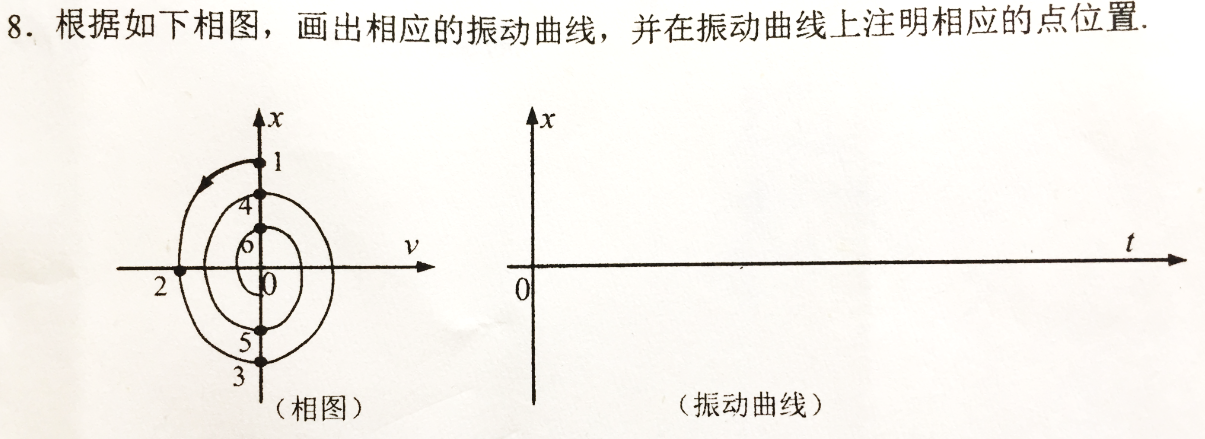 8. 根据如下相图，画出相应的振动曲线，并在振动曲线上注明相应的点位置.
x
x
1
4
6
v
t
2
0
0
5
3
（相图）
（振动曲线）